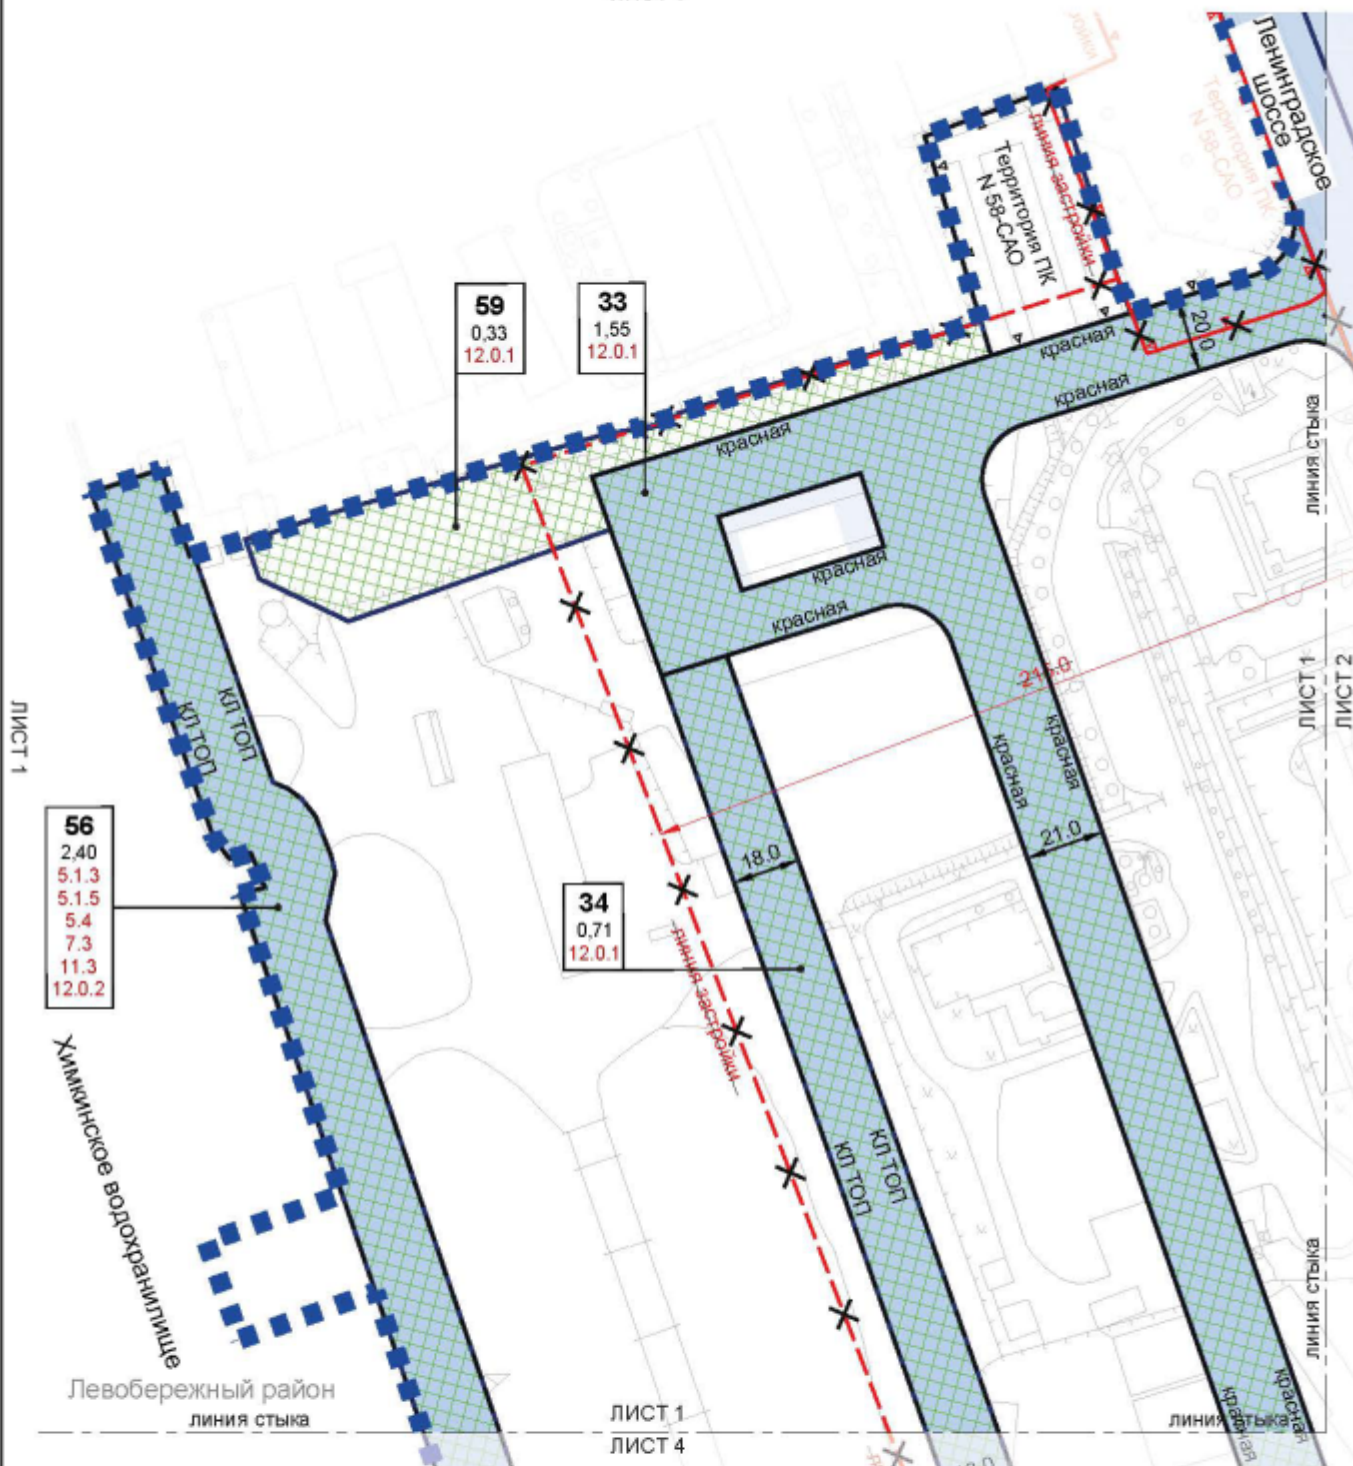 Ленинградское
шоссе
Территория ПК
N 58-САО
линия застройки
Территория ПК
N 58-САО
59
0,33
12.0.1
33
1,55
12.0.1
20.0
красная
красная
красная
красная
красная
линия стыка
215.0
ЛИСТ 1
ЛИСТ 2
ЛИСТ 1
КЛ ТОП
КЛ ТОП
красная
красная
56
2,40
5.1.3
5.1.5
5.4
7.3
11.3
12.0.2
18.0
21.0
34
0,71
12.0.1
линия застройки
Химкинское водохранилище
КЛ ТОП
КЛ ТОП
линия стыка
Левобережный район
линия стыка
ЛИСТ 1
ЛИСТ 4
линия стыка
красная
красная